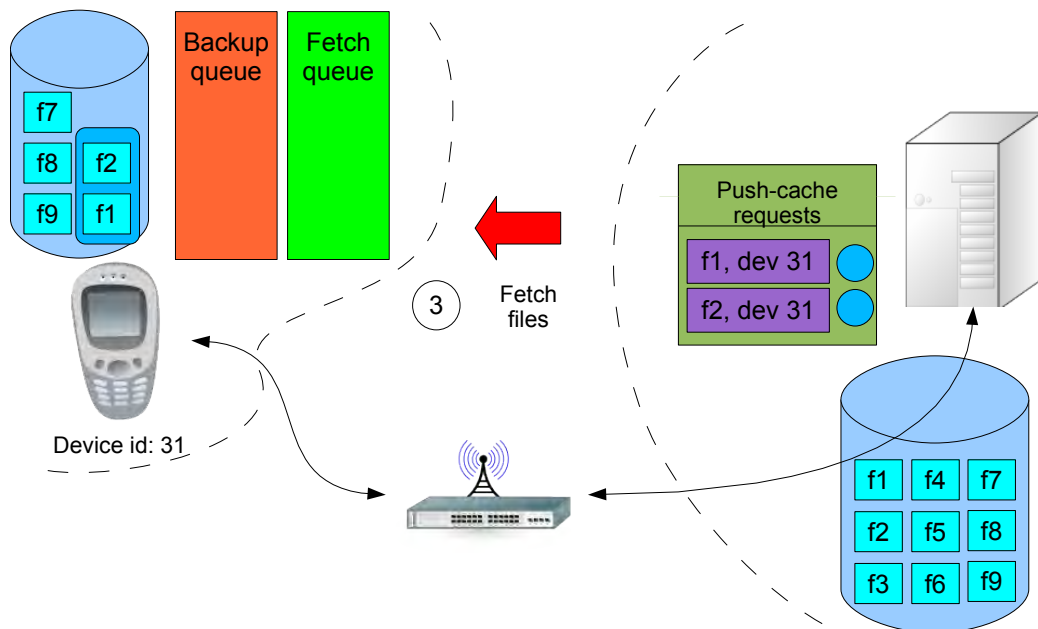 Backup
queue
Fetch
queue
f7
f8
f2
f9
f1
Push-cache
requests
f1, dev 31
f2, dev 31
3
Fetch
files
Device id: 31
f1
f4
f7
f2
f5
f8
f3
f6
f9